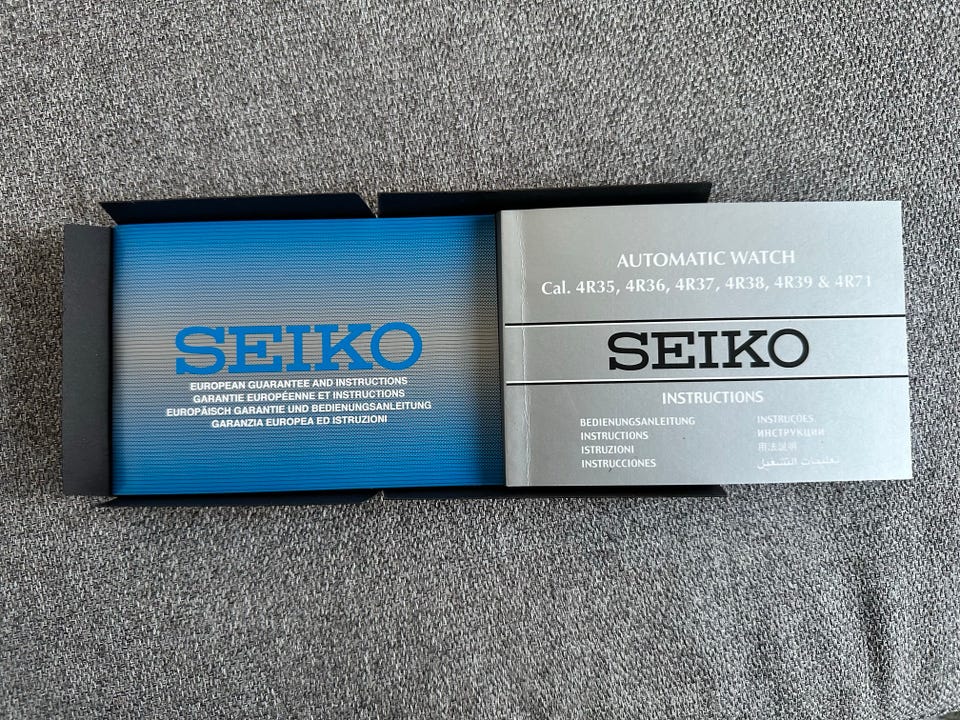 SEIKO
EUROPEAN GUARANTEE AND INSTRUCTIONS
GARANTIE EUROPÉENNE ET INSTRUCTIONS
EUROPÄISCH GARANTIE UND BEDIENUNGSANLEITUNG
GARANZIA EUROPEA ED ISTRUZIONI
AUTOMATIC WATCH
Cal. 4R35, 4R36, 4R37, 4R38, 4R39 & 4R71
SEIKO
INSTRUCTIONS
BEDIENUNGSANLEITUNG
INSTRUCTIONS
ISTRUZIONI
INSTRUCCIONES
INSTRUÇÕES
ИНСТРУКЦИИ
用法説明
تعليمات التشغيل